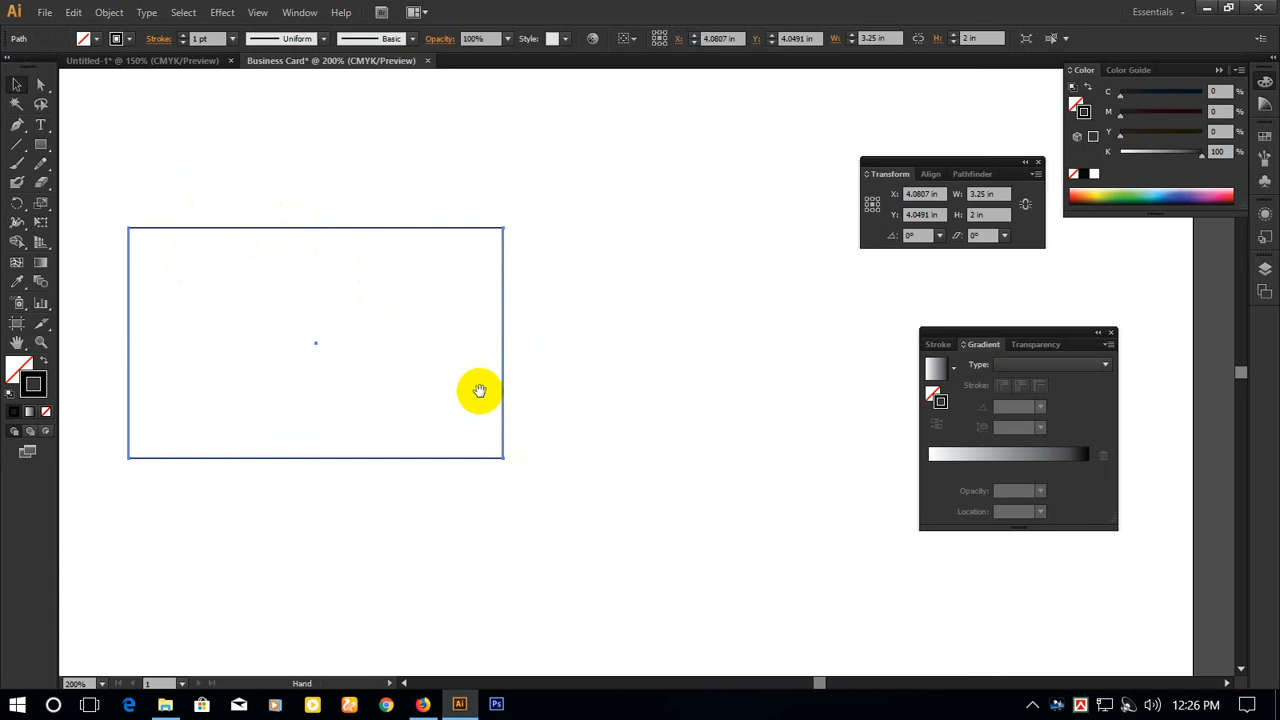 Ai File Edit Object Type Select Effect View Window Help Br Essentials
Path Stroke: 1 pt Uniform Basic Opacity: 100% Style: X: 4.0807 in Y: 4.0491 in W: 3.25 in H: 2 in
Untitled-1* @ 150% (CMYK/Preview) Business Card* @ 200% (CMYK/Preview)
Color Color Guide
C 0 %
M 0 %
Y 0 %
K 100 %
Transform Align Pathfinder
X: 4.0807 in W: 3.25 in
Y: 4.0491 in H: 2 in
0° 0°
Stroke Gradient Transparency
Type:
Stroke:
Opacity:
Location:
200% 1 Hand
Ai Ps 12:26 PM